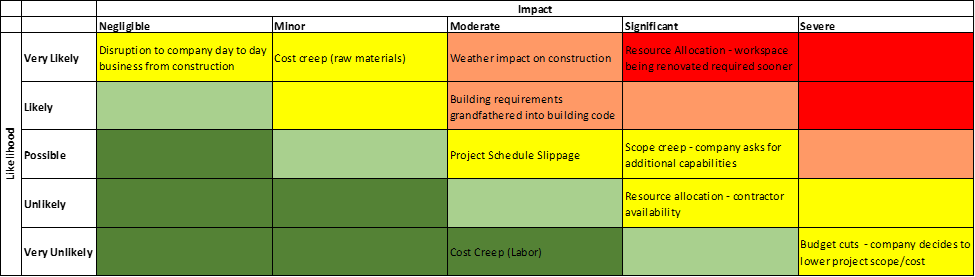 Impact
Negligible Minor Moderate Significant Severe
Likelihood
Very Likely
Disruption to company day to day
business from construction
Cost creep (raw materials)
Weather impact on construction
Resource Allocation - workspace
being renovated required sooner
Likely
Building requirements
grandfathered into building code
Possible
Project Schedule Slippage
Scope creep - company asks for
additional capabilities
Unlikely
Resource allocation - contractor
availability
Very Unlikely
Cost Creep (Labor)
Budget cuts - company decides to
lower project scope/cost